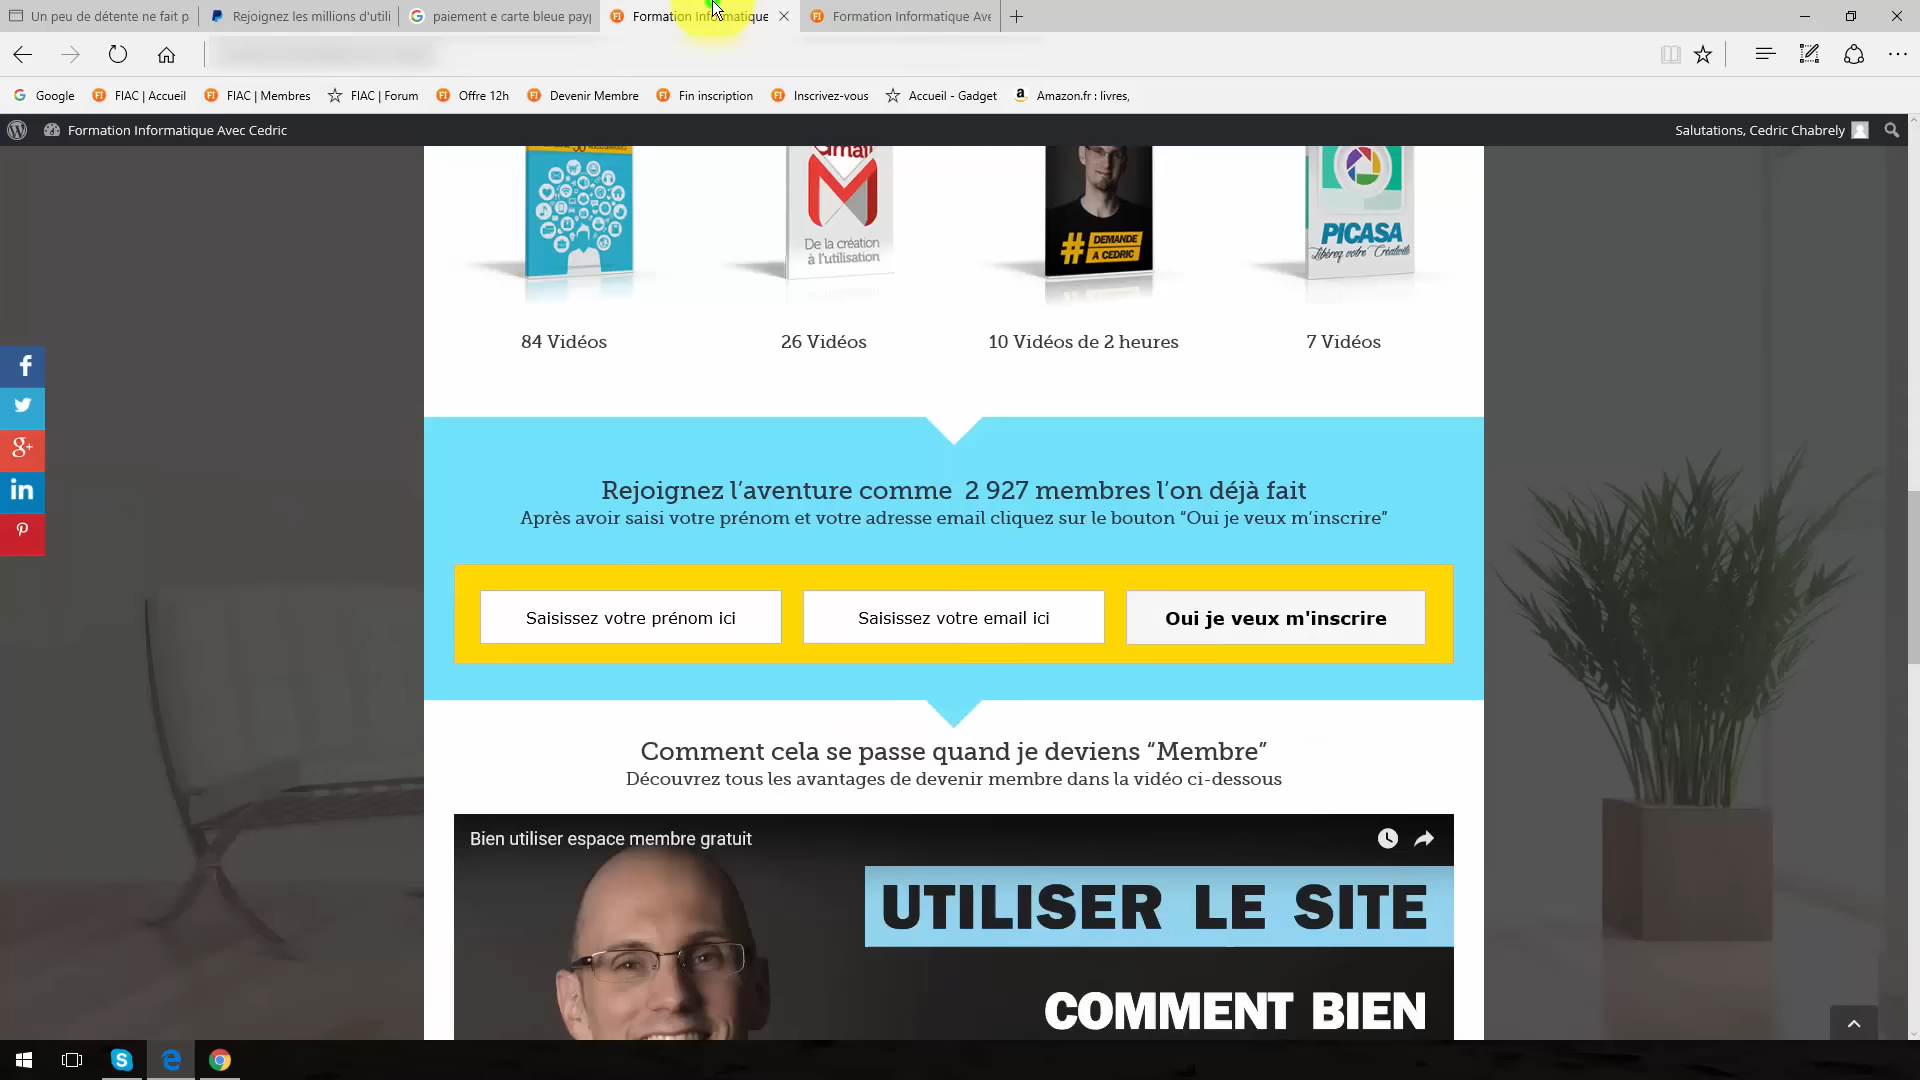 Un peu de détente ne fait p
Rejoignez les millions d'utili
paiement e carte bleue payp
Formation Informatique
Formation Informatique Ave
Google
FIAC | Accueil
FIAC | Membres
FIAC | Forum
Offre 12h
Devenir Membre
Fin inscription
Inscrivez-vous
Accueil - Gadget
Amazon.fr : livres,
Formation Informatique Avec Cedric
Salutations, Cedric Chabrely
Gmail
De la création
à l'utilisation
# DEMANDE
A CEDRIC
PICASA
Libérez votre Créativité
84 Vidéos
26 Vidéos
10 Vidéos de 2 heures
7 Vidéos
Rejoignez l’aventure comme 2 927 membres l’on déjà fait
Après avoir saisi votre prénom et votre adresse email cliquez sur le bouton “Oui je veux m’inscrire”
Saisissez votre prénom ici
Saisissez votre email ici
Oui je veux m'inscrire
Comment cela se passe quand je deviens “Membre”
Découvrez tous les avantages de devenir membre dans la vidéo ci-dessous
Bien utiliser espace membre gratuit
UTILISER LE SITE
COMMENT BIEN